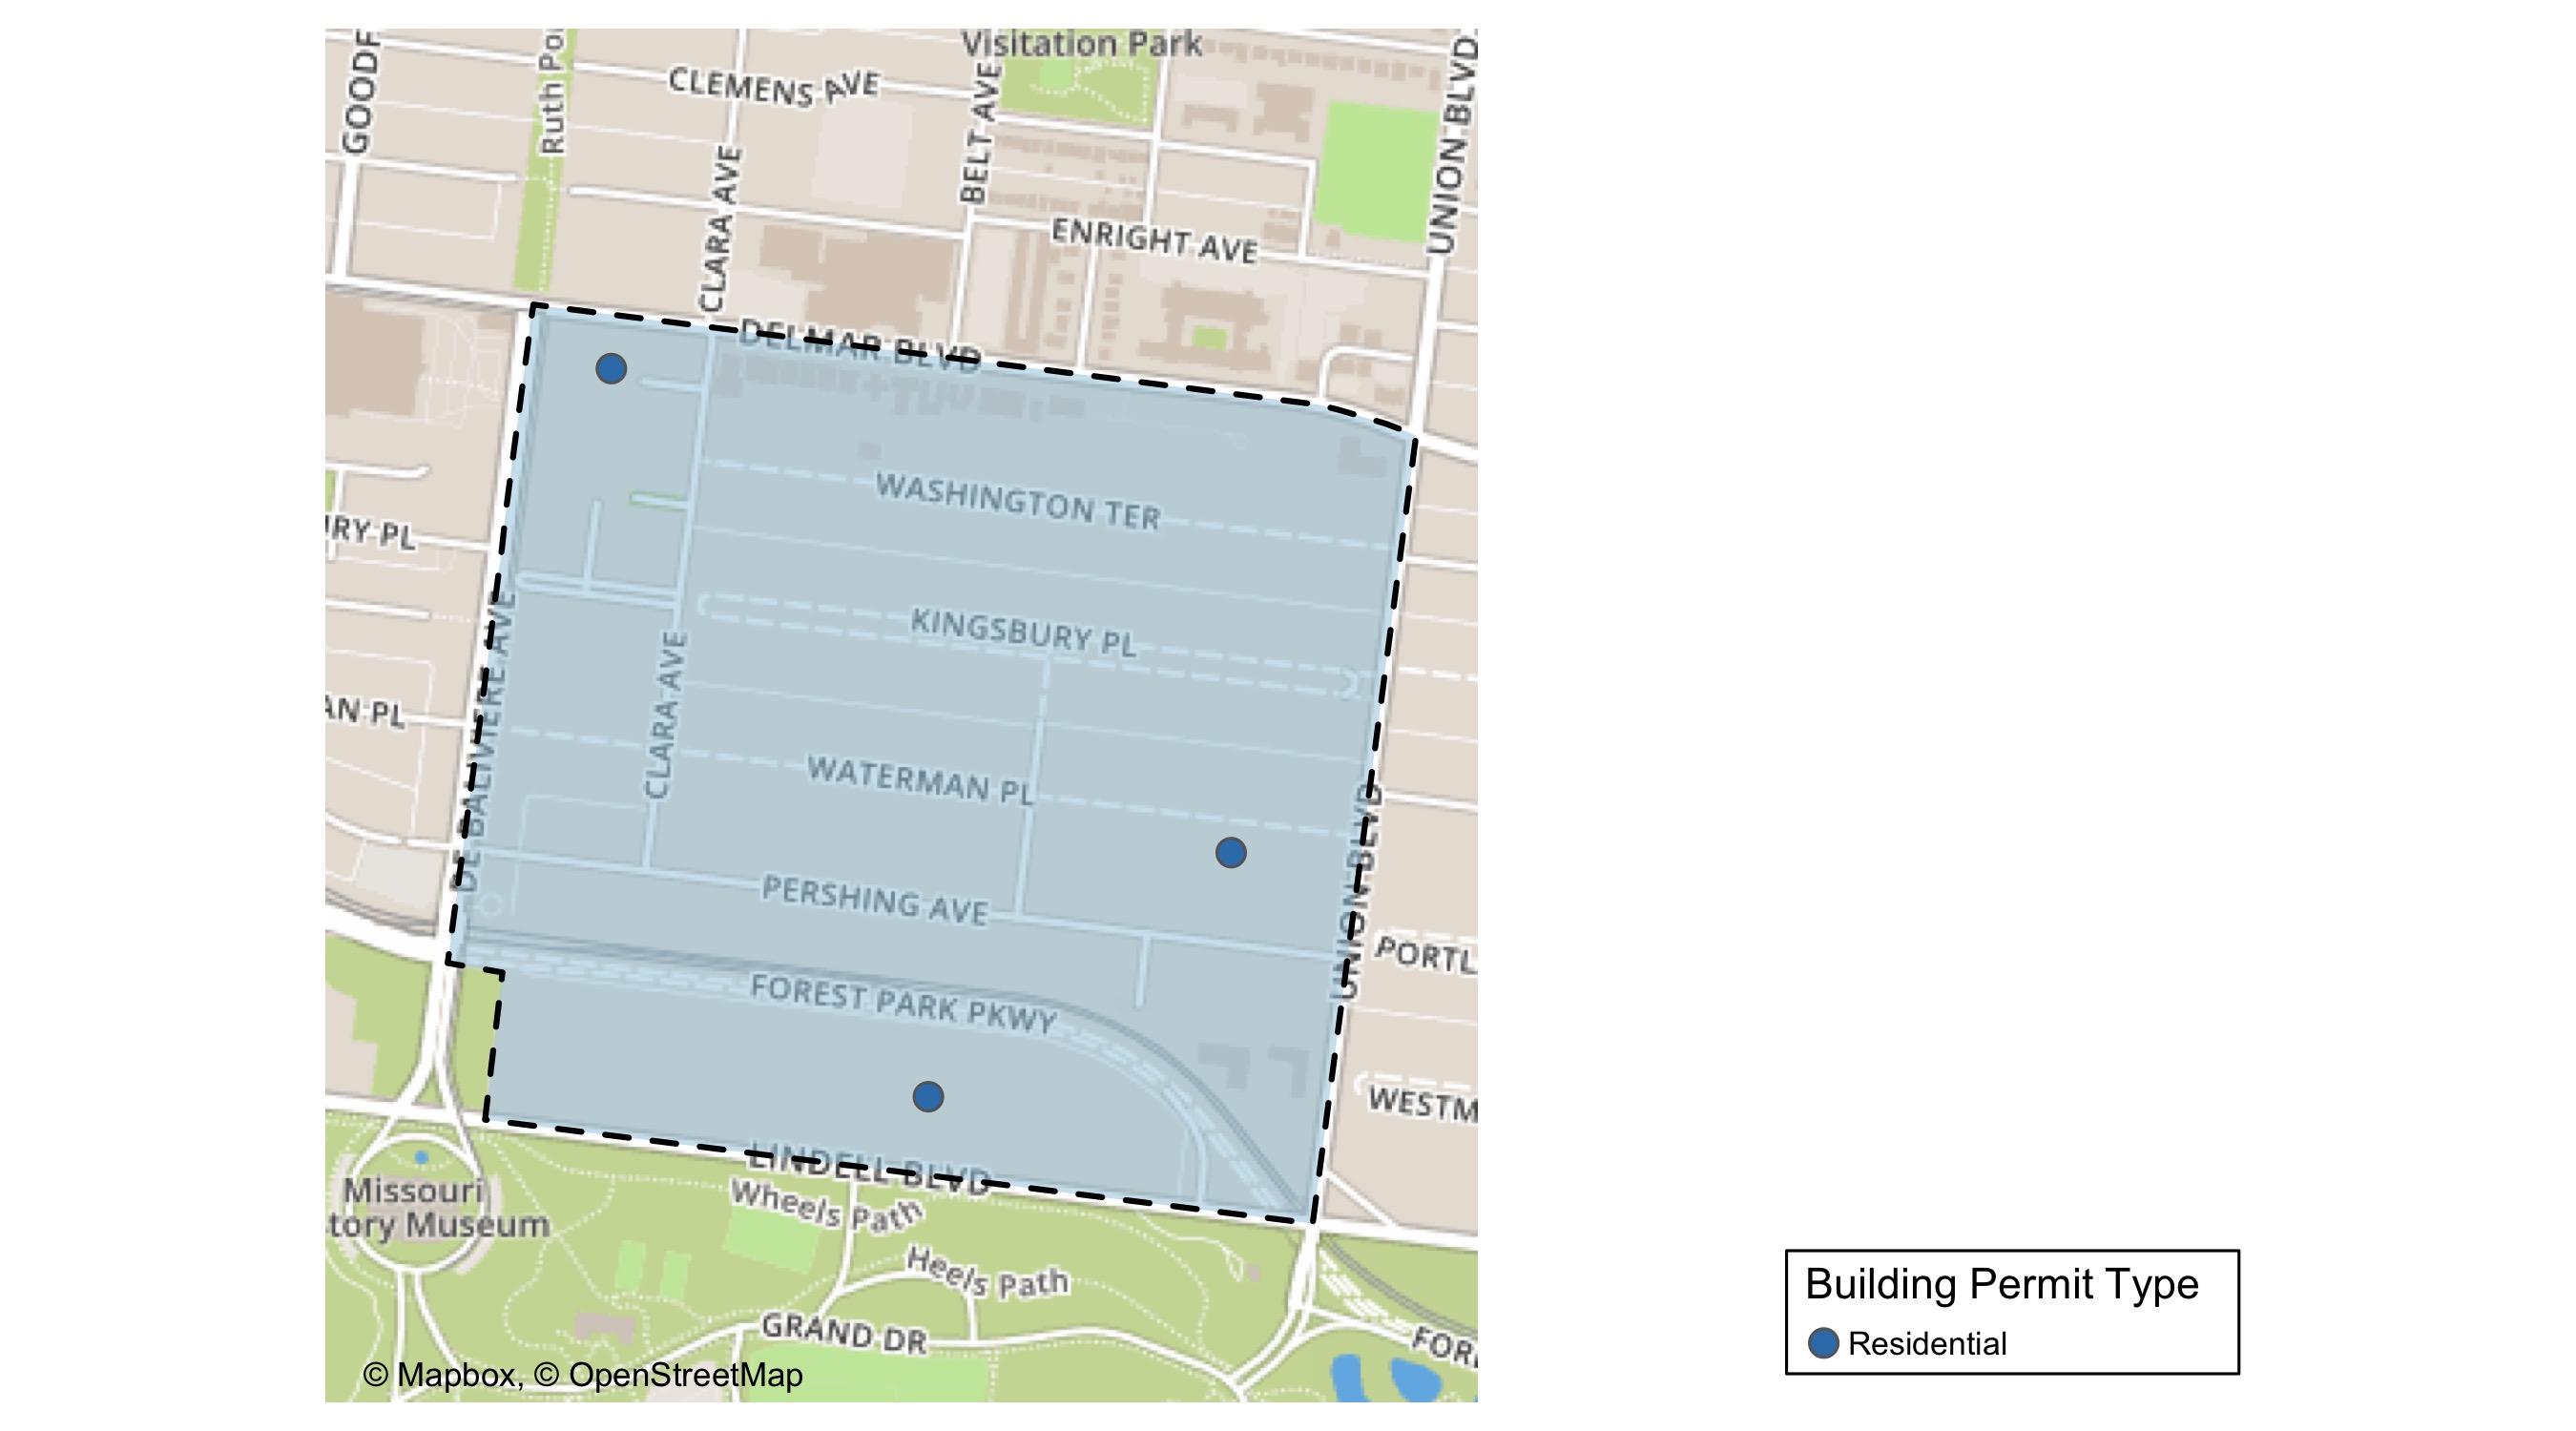 Visitation Park
GOODF
Ruth Po
CLEMENS AVE
BELT AVE
UNION BLVD
CLARA AVE
ENRIGHT AVE
DELMAR BLVD
WASHINGTON TER
URY PL
KINGSBURY PL
DE BALIVIERE AVE
CLARA AVE
AN PL
WATERMAN PL
UNION BLVD
PERSHING AVE
PORTL
FOREST PARK PKWY
WESTM
LINDELL BLVD
Missouri
tory Museum
Wheels Path
Heels Path
GRAND DR
FOR
© Mapbox, © OpenStreetMap
Building Permit Type
Residential